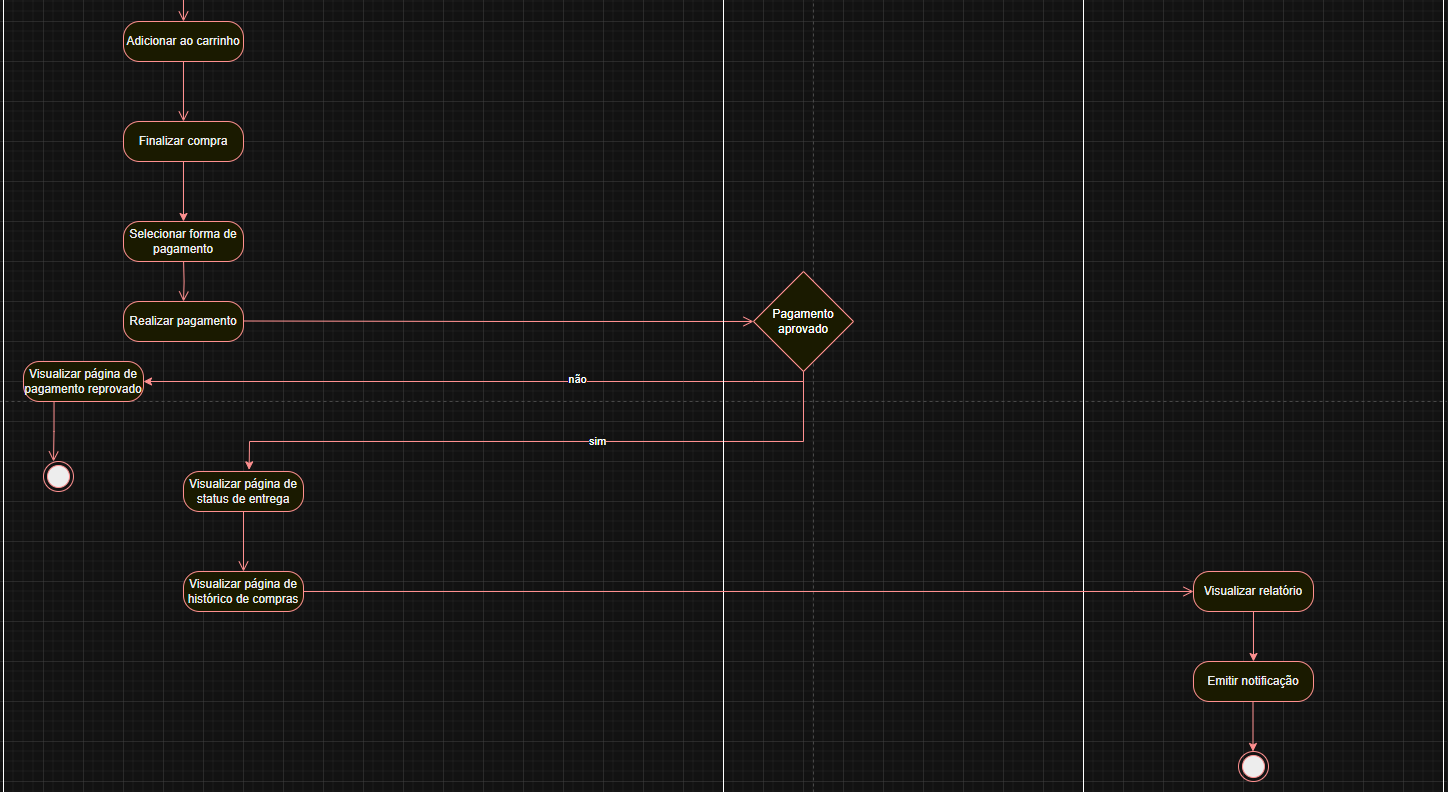 Adicionar ao carrinho
Finalizar compra
Selecionar forma de
pagamento
Realizar pagamento
Pagamento
aprovado
Visualizar página de
pagamento reprovado
não
sim
Visualizar página de
status de entrega
Visualizar página de
histórico de compras
Visualizar relatório
Emitir notificação